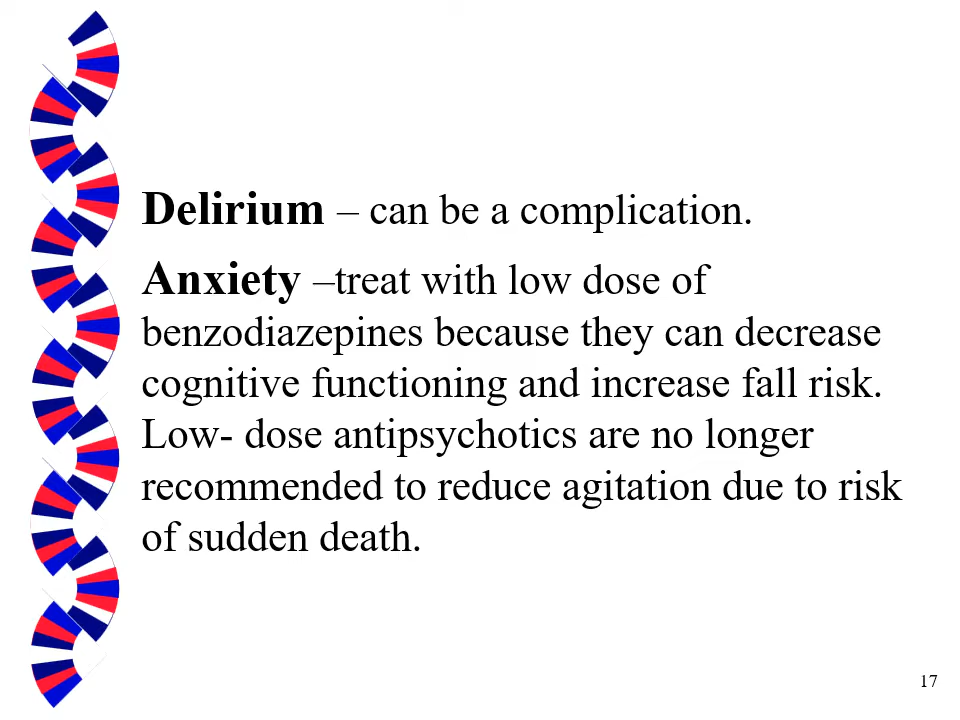 Delirium – can be a complication.
Anxiety –treat with low dose of
benzodiazepines because they can decrease
cognitive functioning and increase fall risk.
Low- dose antipsychotics are no longer
recommended to reduce agitation due to risk
of sudden death.
17